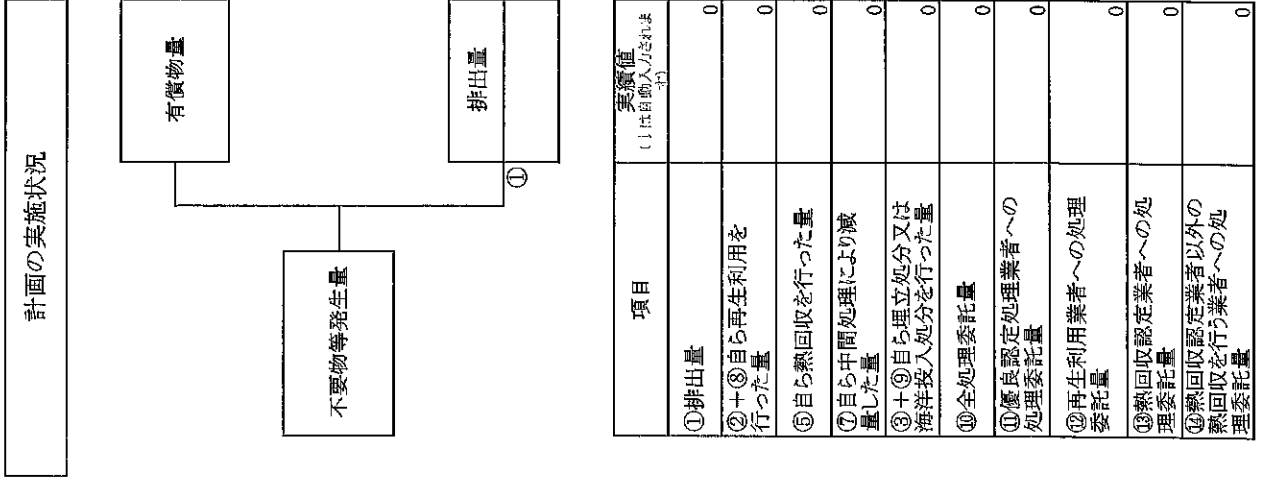 計画の実施状況
不要物等発生量
有償物量
排出量
①
項目
実績値
は自動入力されま
す)
①排出量
0
②+⑧自ら再生利用を
行った量
0
⑤自ら熱回収を行った量
0
⑦自ら中間処理により減
量した量
0
③+⑨自ら埋立処分又は
海洋投入処分を行った量
0
⑩全処理委託量
0
⑪優良認定処理業者への
処理委託量
0
⑫再生利用業者への処理
委託量
0
⑬熱回収認定業者への処
理委託量
0
⑭熱回収認定業者以外の
熱回収を行う業者への処
理委託量
0